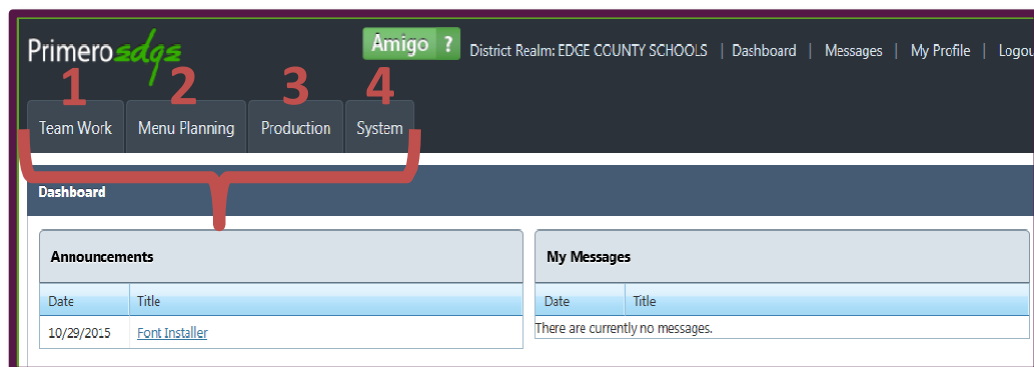 Primeroedge
Amigo ? District Realm: EDGE COUNTY SCHOOLS | Dashboard | Messages | My Profile | Logou
1 2 3 4
Team Work Menu Planning Production System
Dashboard
Announcements
Date Title
10/29/2015 Font Installer
My Messages
Date Title
There are currently no messages.